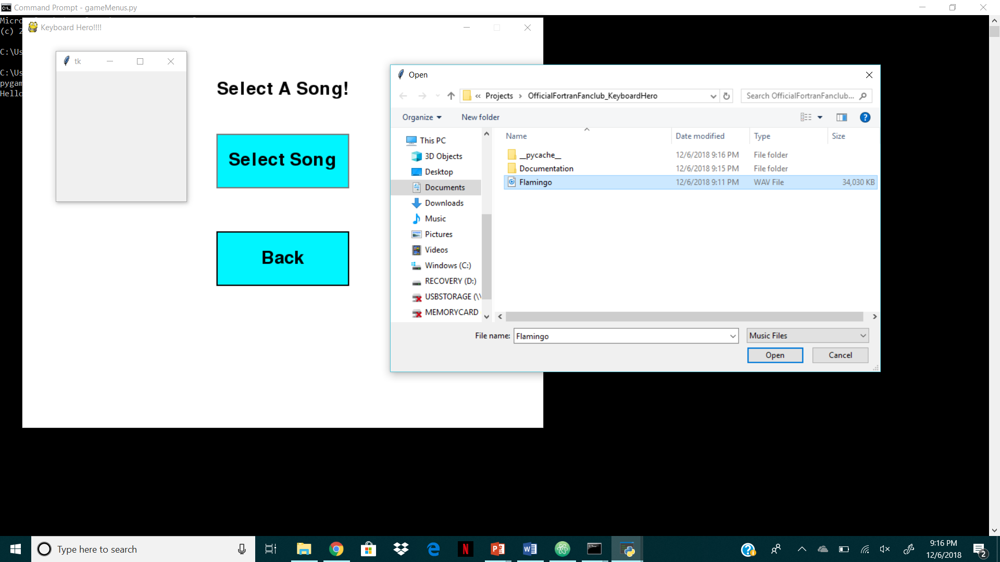 Command Prompt - gameMenus.py
Micro
(c) 2
C:\Us
C:\Us
pygam
Hello
Keyboard Hero!!!!
tk
Select A Song!
Select Song
Back
Open
« Projects › OfficialFortranFanclub_KeyboardHero
Search OfficialFortranFanclub...
Organize
New folder
Name Date modified Type Size
__pycache__ 12/6/2018 9:16 PM File folder
Documentation 12/6/2018 9:15 PM File folder
Flamingo 12/6/2018 9:11 PM WAV File 34,030 KB
This PC
3D Objects
Desktop
Documents
Downloads
Music
Pictures
Videos
Windows (C:)
RECOVERY (D:)
USBSTORAGE (\\
MEMORYCARD
File name: Flamingo
Music Files
Open
Cancel
Type here to search
9:16 PM
12/6/2018
2